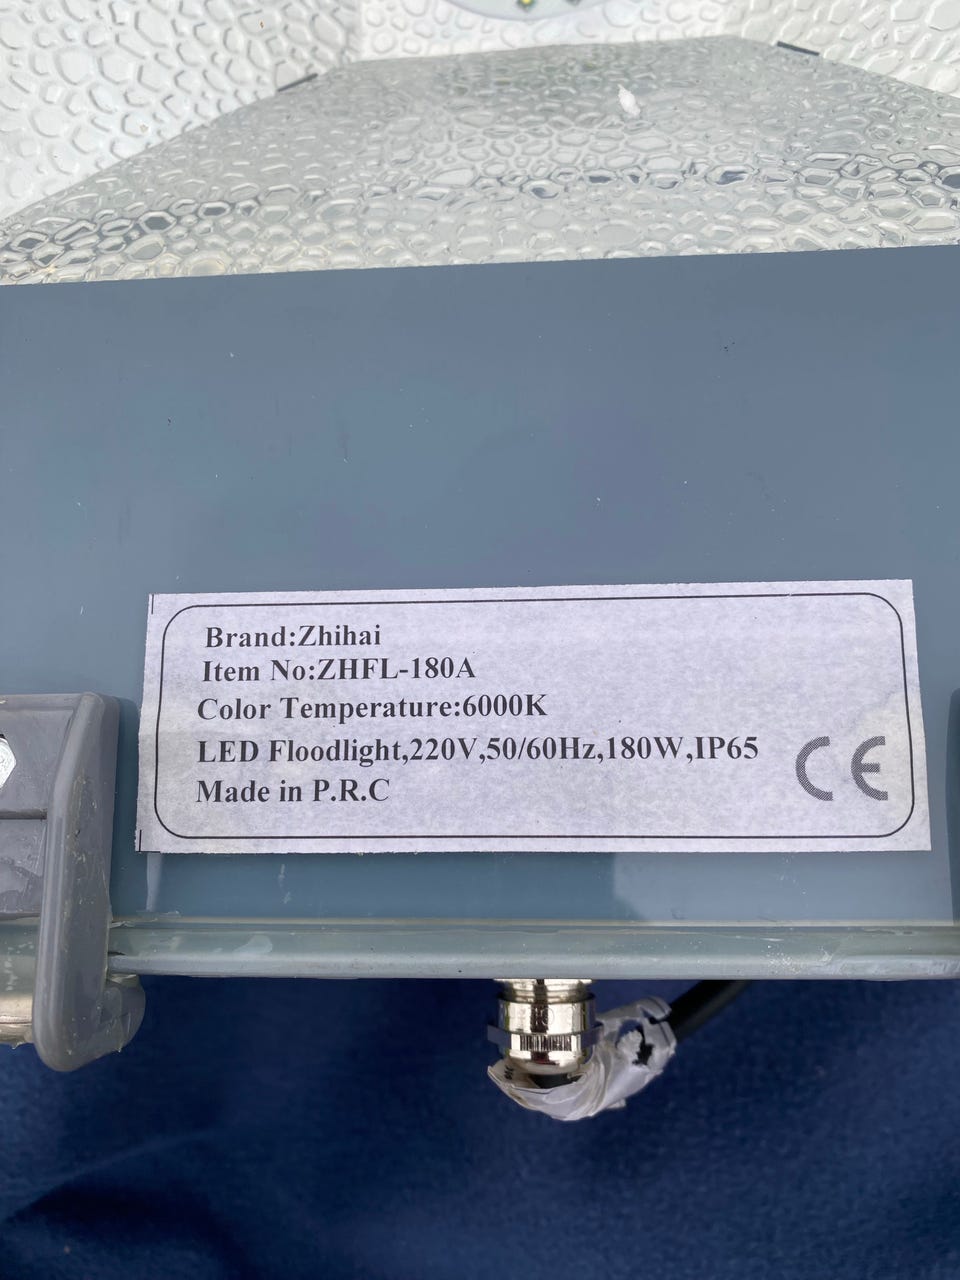 Brand:Zhihai
Item No:ZHFL-180A
Color Temperature:6000K
LED Floodlight,220V,50/60Hz,180W,IP65
Made in P.R.C
CE